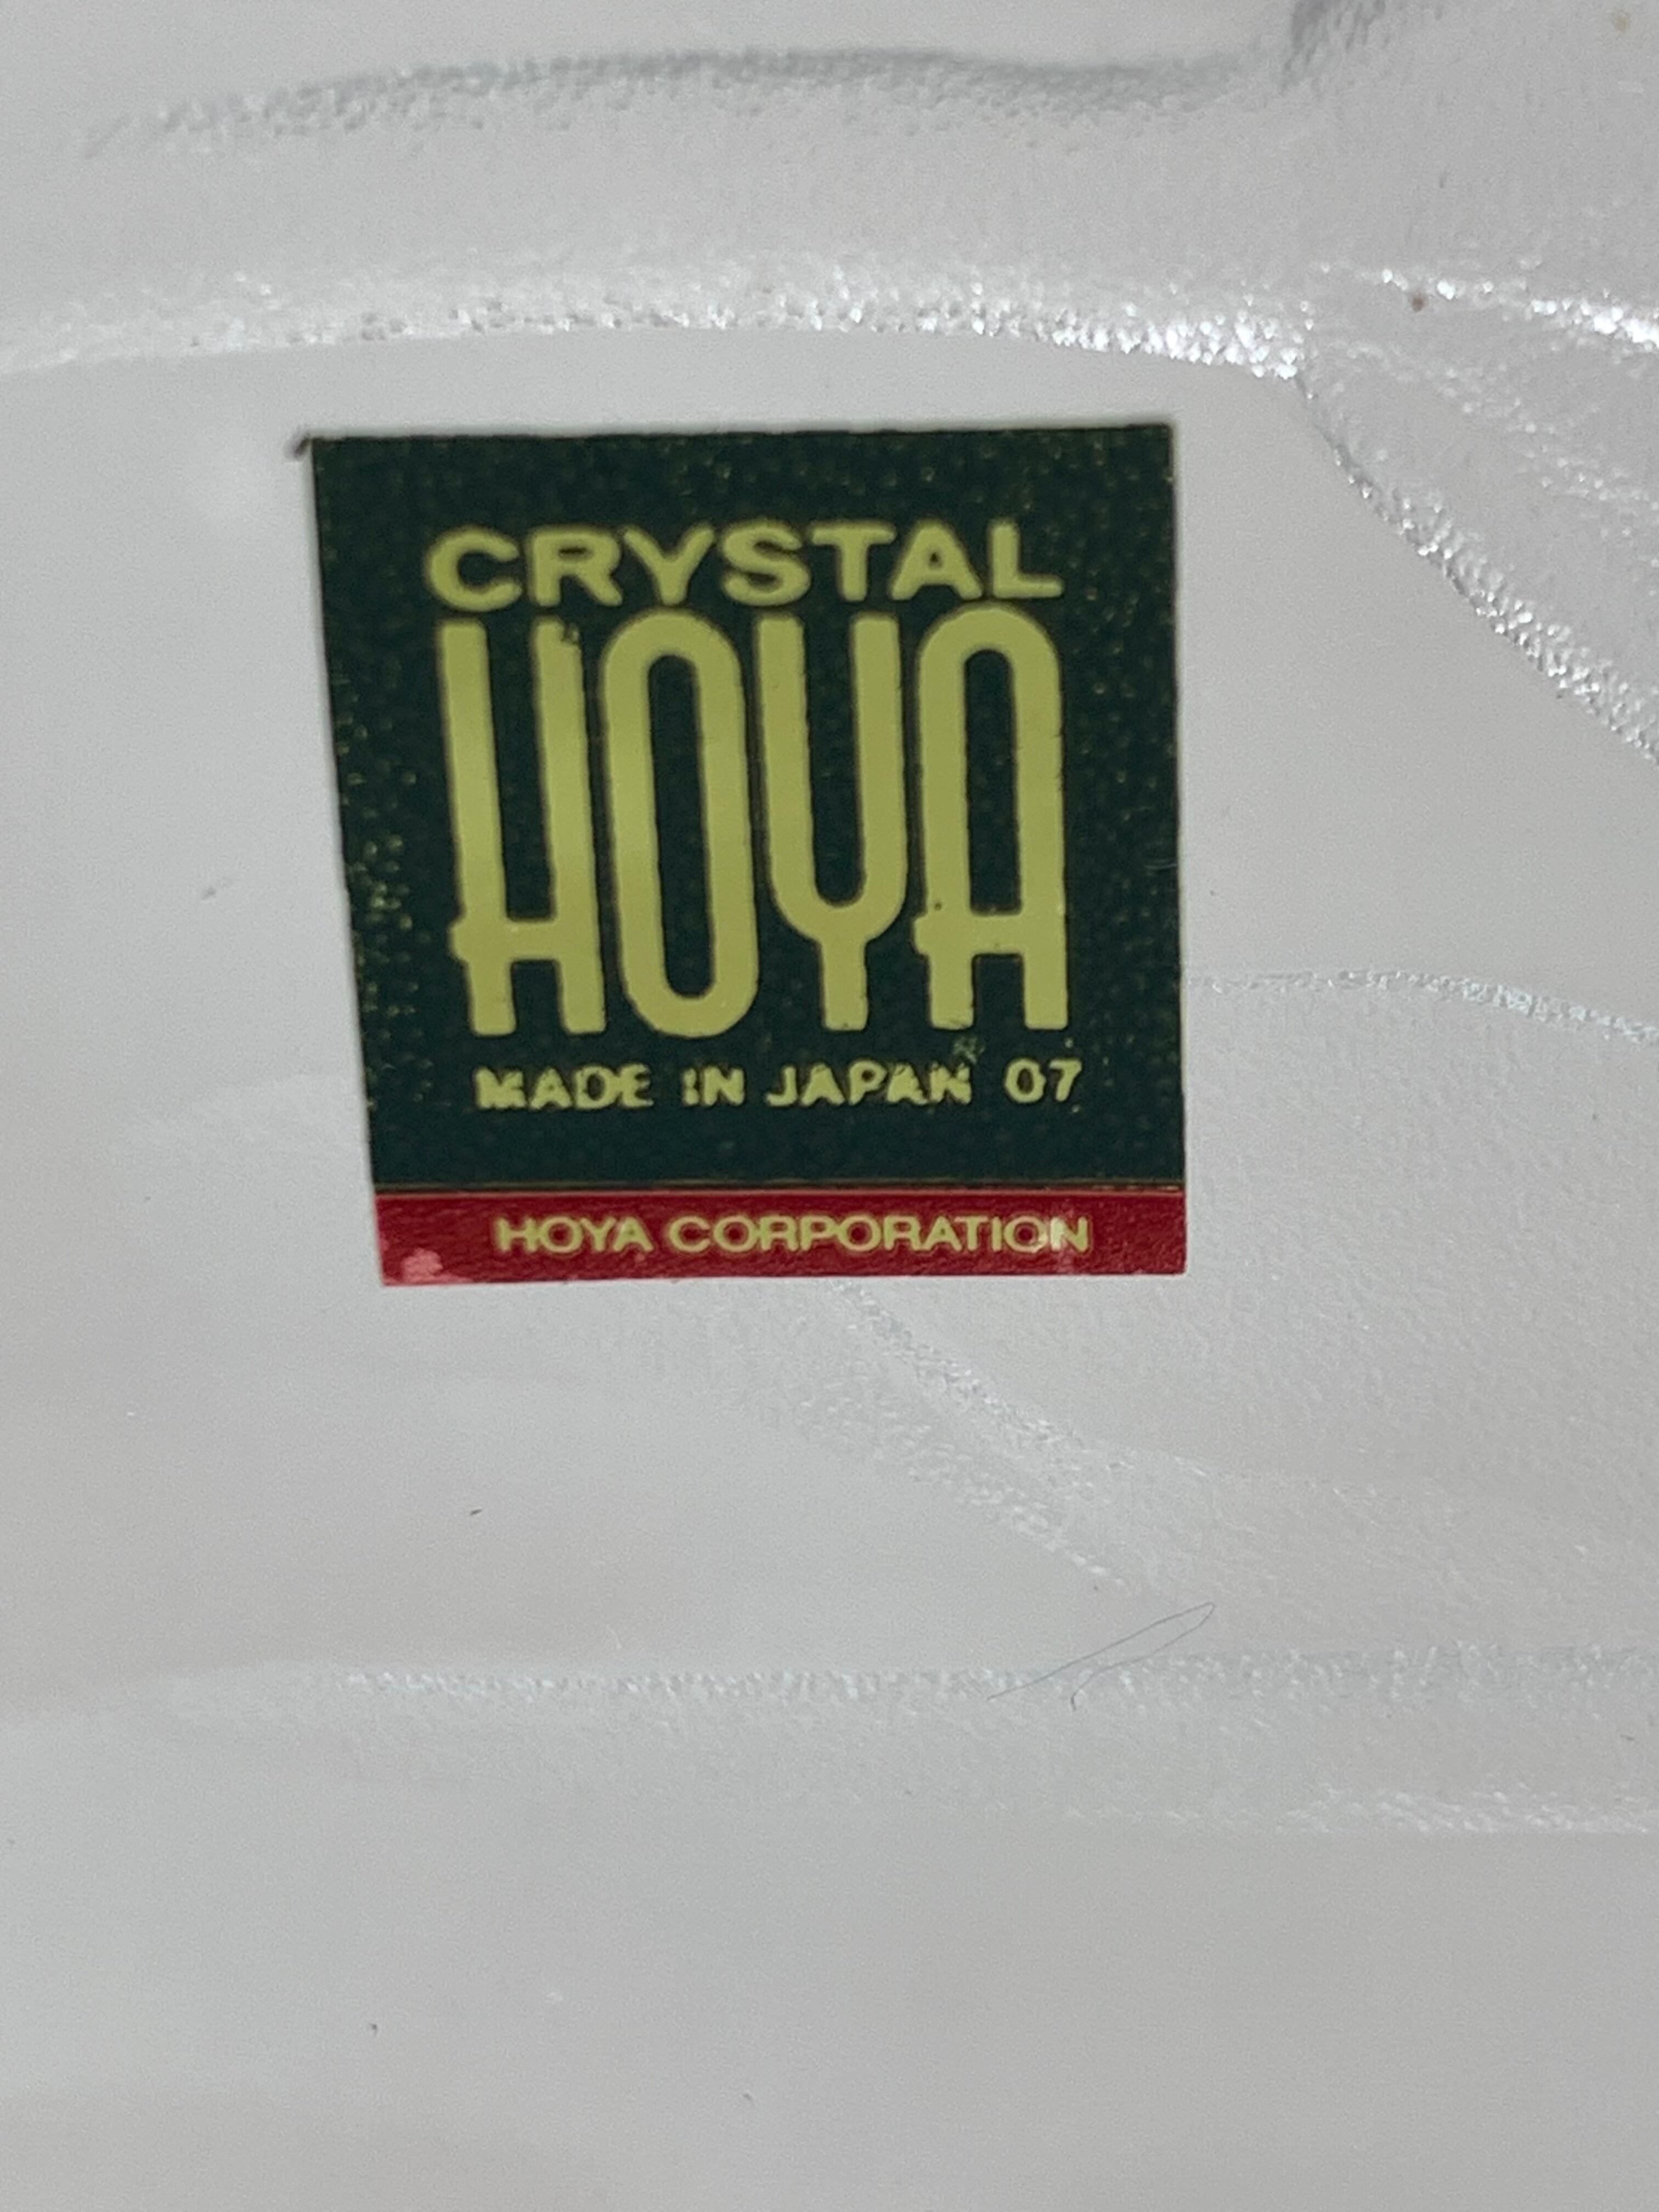 CRYSTAL
HOYA
MADE IN JAPAN 07
HOYA CORPORATION